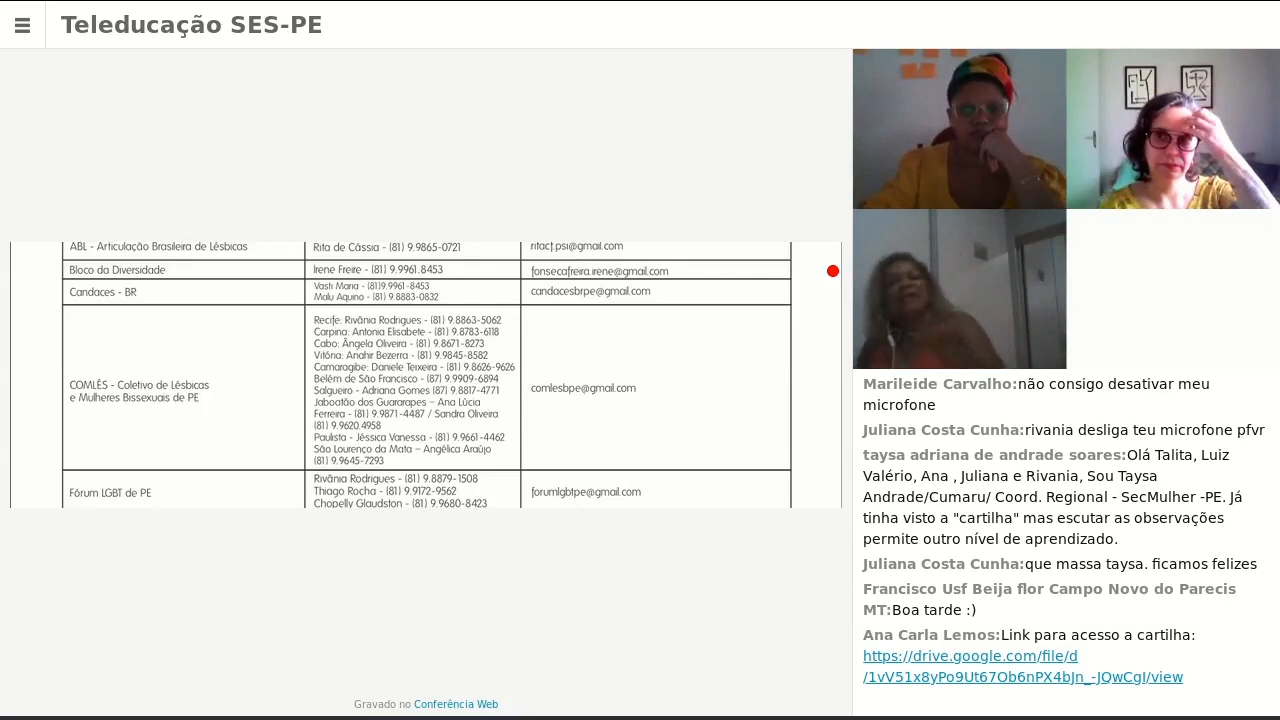 Teleducação SES-PE
ABL - Articulação Brasileira de Lésbicas
Rita de Cássia - (81) 9.9865-0721
ritacf.psi@gmail.com
Bloco da Diversidade
Irene Freire - (81) 9.9961.8453
fonsecafreira.irene@gmail.com
Candaces - BR
Vasti Maria - (81)9.9961-8453
Malu Aquino - (81) 9.8883-0832
candacesbrpe@gmail.com
COMLÉS - Coletivo de Lésbicas
e Mulheres Bissexuais de PE
Recife: Rivânia Rodrigues - (81) 9.8863-5062
Carpina: Antonia Elisabete - (81) 9.8783-6118
Cabo: Ângela Oliveira - (81) 9.8671-8273
Vitória: Anahir Bezerra - (81) 9.9845-8582
Camaragibe: Daniele Teixeira - (81) 9.8626-9626
Belém de São Francisco - (87) 9.9909-6894
Salgueiro - Adriana Gomes (87) 9.8817-4771
Jaboatão dos Guararapes – Ana Lúcia
Ferreira - (81) 9.9871-4487 / Sandra Oliveira
(81) 9.9620.4958
Paulista - Jéssica Vanessa - (81) 9.9661-4462
São Lourenço da Mata – Angélica Araújo
(81) 9.9645-7293
comlesbpe@gmail.com
Fórum LGBT de PE
Rivânia Rodrigues - (81) 9.8879-1508
Thiago Rocha - (81) 9.9172-9562
Chopelly Glaudston - (81) 9.9680-8423
forumlgbtpe@gmail.com
Gravado no Conferência Web
Marileide Carvalho:não consigo desativar meu
microfone
Juliana Costa Cunha:rivania desliga teu microfone pfvr
taysa adriana de andrade soares:Olá Talita, Luiz
Valério, Ana , Juliana e Rivania, Sou Taysa
Andrade/Cumaru/ Coord. Regional - SecMulher -PE. Já
tinha visto a "cartilha" mas escutar as observações
permite outro nível de aprendizado.
Juliana Costa Cunha:que massa taysa. ficamos felizes
Francisco Usf Beija flor Campo Novo do Parecis
MT:Boa tarde :)
Ana Carla Lemos:Link para acesso a cartilha:
https://drive.google.com/file/d
/1vV51x8yPo9Ut67Ob6nPX4bJn_-JQwCgI/view